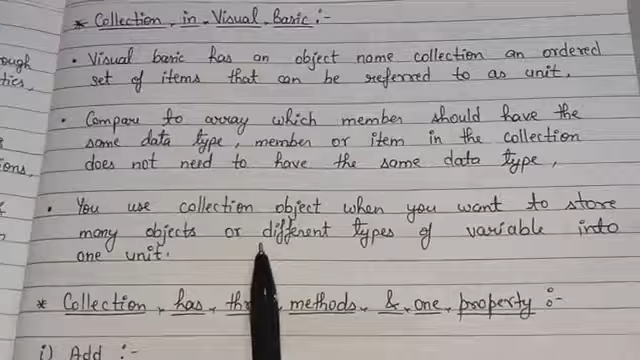 * Collection in Visual Basic :-
• Visual basic has an object name collection an ordered
set of items that can be referred to as unit.
• Compare to array which member should have the
same data type, member or item in the collection
does not need to have the same data type,
• You use collection object when you want to store
many objects or different types of variable into
one unit.
* Collection has methods & one property :-
i) Add :-